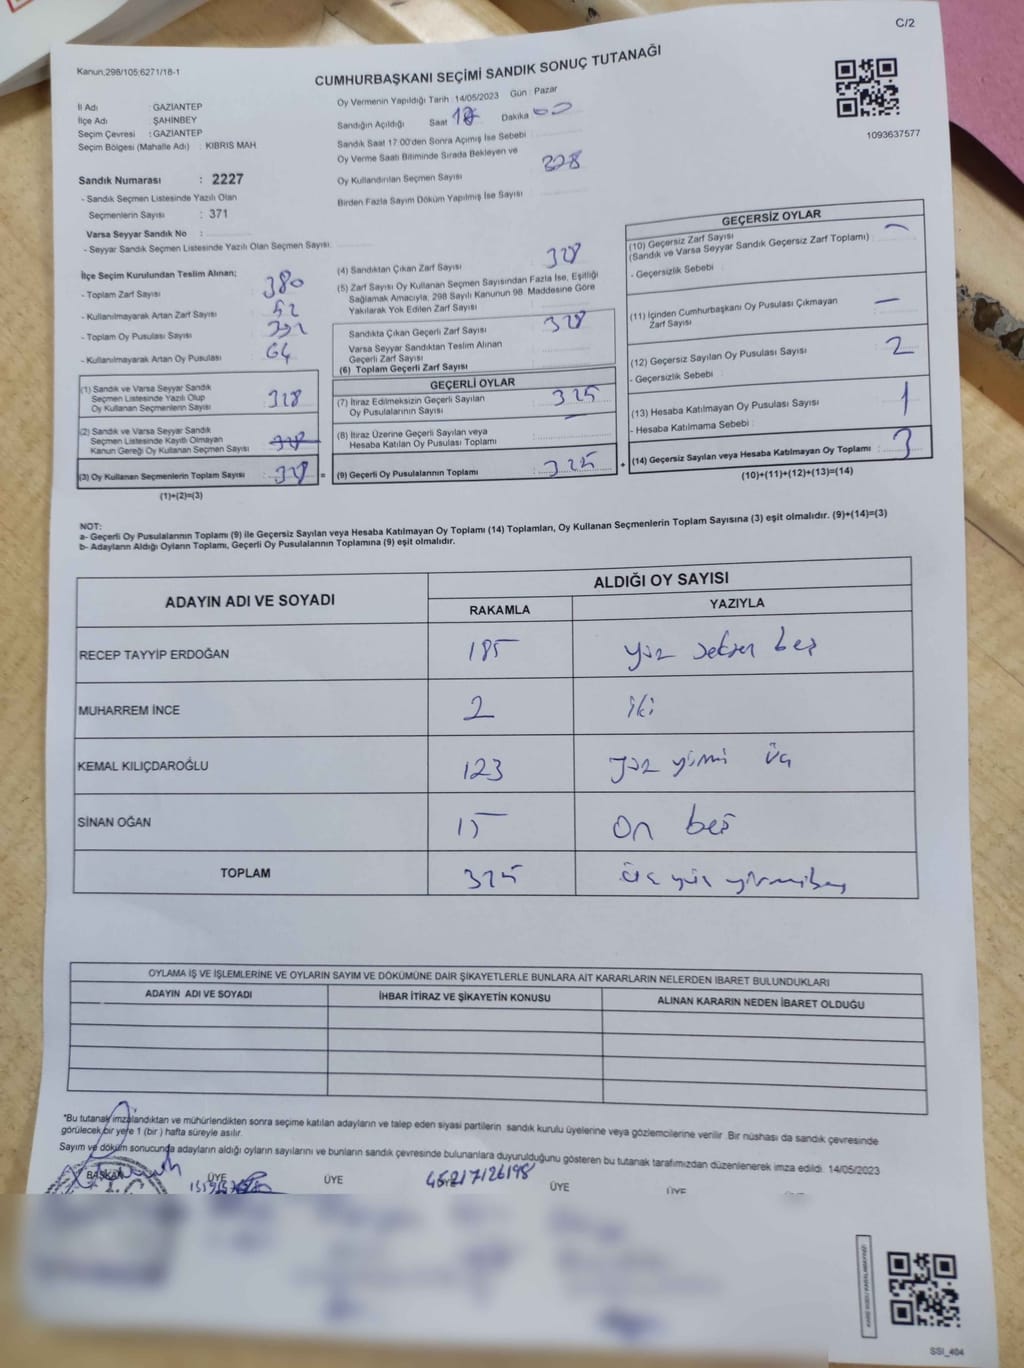 C/2
Kanun.298/105;6271/18-1
CUMHURBAŞKANI SEÇİMİ SANDIK SONUÇ TUTANAĞI
1093637577
İl Adı : GAZİANTEP
İlçe Adı : ŞAHİNBEY
Seçim Çevresi : GAZİANTEP
Seçim Bölgesi (Mahalle Adı) : KIBRIS MAH
Sandık Numarası : 2227
- Sandık Seçmen Listesinde Yazılı Olan
Seçmenlerin Sayısı : 371
Varsa Seyyar Sandık No :
- Seyyar Sandık Seçmen Listesinde Yazılı Olan Seçmen Sayısı:
Oy Vermenin Yapıldığı Tarih : 14/05/2023 Gün : Pazar
Sandığın Açıldığı Saat Dakika
Sandık Saat 17:00'den Sonra Açımış İse Sebebi
Oy Verme Saati Bitiminde Sırada Bekleyen ve
Oy Kullandırılan Seçmen Sayısı 328
Birden Fazla Sayım Döküm Yapılmış İse Sayısı
İlçe Seçim Kurulundan Teslim Alınan;
- Toplam Zarf Sayısı 380
- Kullanılmayarak Artan Zarf Sayısı 52
- Toplam Oy Pusulası Sayısı 392
- Kullanılmayarak Artan Oy Pusulası 64
(1) Sandık ve Varsa Seyyar Sandık
Seçmen Listesinde Yazılı Olup
Oy Kullanan Seçmenlerin Sayısı 328
(2) Sandık ve Varsa Seyyar Sandık
Seçmen Listesinde Kayıtlı Olmayan
Kanun Gereği Oy Kullanan Seçmen Sayısı
(3) Oy Kullanan Seçmenlerin Toplam Sayısı : 328 =
(1)+(2)=(3)
(4) Sandıktan Çıkan Zarf Sayısı 328
(5) Zarf Sayısı Oy Kullanan Seçmen Sayısından Fazla İse, Eşitliği
Sağlamak Amacıyla, 298 Sayılı Kanunun 98. Maddesine Göre
Yakılarak Yok Edilen Zarf Sayısı
Sandıkta Çıkan Geçerli Zarf Sayısı 328
Varsa Seyyar Sandıktan Teslim Alınan
Geçerli Zarf Sayısı
(6) Toplam Geçerli Zarf Sayısı
GEÇERLİ OYLAR
(7) İtiraz Edilmeksizin Geçerli Sayılan
Oy Pusulalarının Sayısı 325
(8) İtiraz Üzerine Geçerli Sayılan veya
Hesaba Katılan Oy Pusulası Toplamı
(9) Geçerli Oy Pusulalarının Toplamı : 325 +
GEÇERSİZ OYLAR
(10) Geçersiz Zarf Sayısı
(Sandık ve Varsa Seyyar Sandık Geçersiz Zarf Toplamı) : —
- Geçersizlik Sebebi :
(11) İçinden Cumhurbaşkanı Oy Pusulası Çıkmayan
Zarf Sayısı —
(12) Geçersiz Sayılan Oy Pusulası Sayısı 2
- Geçersizlik Sebebi
(13) Hesaba Katılmayan Oy Pusulası Sayısı 1
- Hesaba Katılmama Sebebi :
(14) Geçersiz Sayılan veya Hesaba Katılmayan Oy Toplamı : 3
(10)+(11)+(12)+(13)=(14)
NOT:
a- Geçerli Oy Pusulalarının Toplamı (9) ile Geçersiz Sayılan veya Hesaba Katılmayan Oy Toplamı (14) Toplamları, Oy Kullanan Seçmenlerin Toplam Sayısına (3) eşit olmalıdır. (9)+(14)=(3)
b- Adayların Aldığı Oyların Toplamı, Geçerli Oy Pusulalarının Toplamına (9) eşit olmalıdır.
ADAYIN ADI VE SOYADI
ALDIĞI OY SAYISI
RAKAMLA YAZIYLA
RECEP TAYYİP ERDOĞAN 185 yüz seksen beş
MUHARREM İNCE 2 iki
KEMAL KILIÇDAROĞLU 123 yüz yirmi üç
SİNAN OĞAN 15 on beş
TOPLAM 325 üç yüz yirmibeş
OYLAMA İŞ VE İŞLEMLERİNE VE OYLARIN SAYIM VE DÖKÜMÜNE DAİR ŞİKAYETLERLE BUNLARA AİT KARARLARIN NELERDEN İBARET BULUNDUKLARI
ADAYIN ADI VE SOYADI İHBAR İTİRAZ VE ŞİKAYETİN KONUSU ALINAN KARARIN NEDEN İBARET OLDUĞU
*Bu tutanak imzalandıktan ve mühürlendikten sonra seçime katılan adayların ve talep eden siyasi partilerin sandık kurulu üyelerine veya gözlemcilerine verilir. Bir nüshası da sandık çevresinde
görülecek bir yere 1 (bir) hafta süreyle asılır.
Sayım ve döküm sonucunda adayların aldığı oyların sayılarını ve bunların sandık çevresinde bulunanlara duyurulduğunu gösteren bu tutanak tarafımızdan düzenlenerek imza edildi. 14/05/2023
BAŞKAN ÜYE ÜYE 45217126198 ÜYE ÜYE
SSI_404